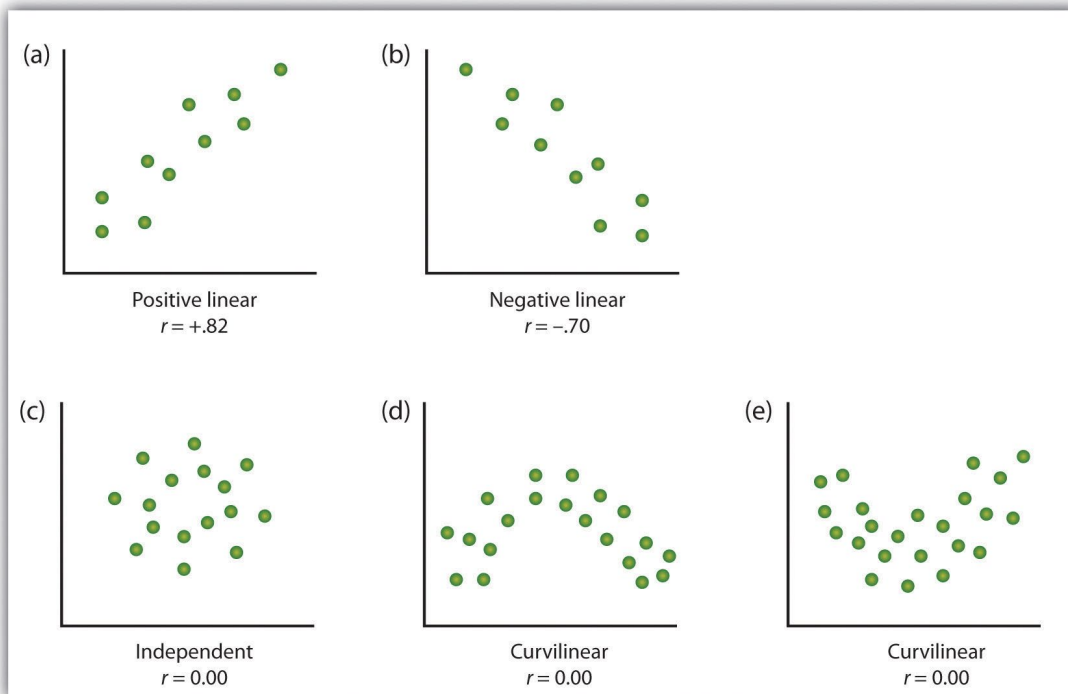 (a)
Positive linear
r = +.82
(b)
Negative linear
r = –.70
(c)
Independent
r = 0.00
(d)
Curvilinear
r = 0.00
(e)
Curvilinear
r = 0.00